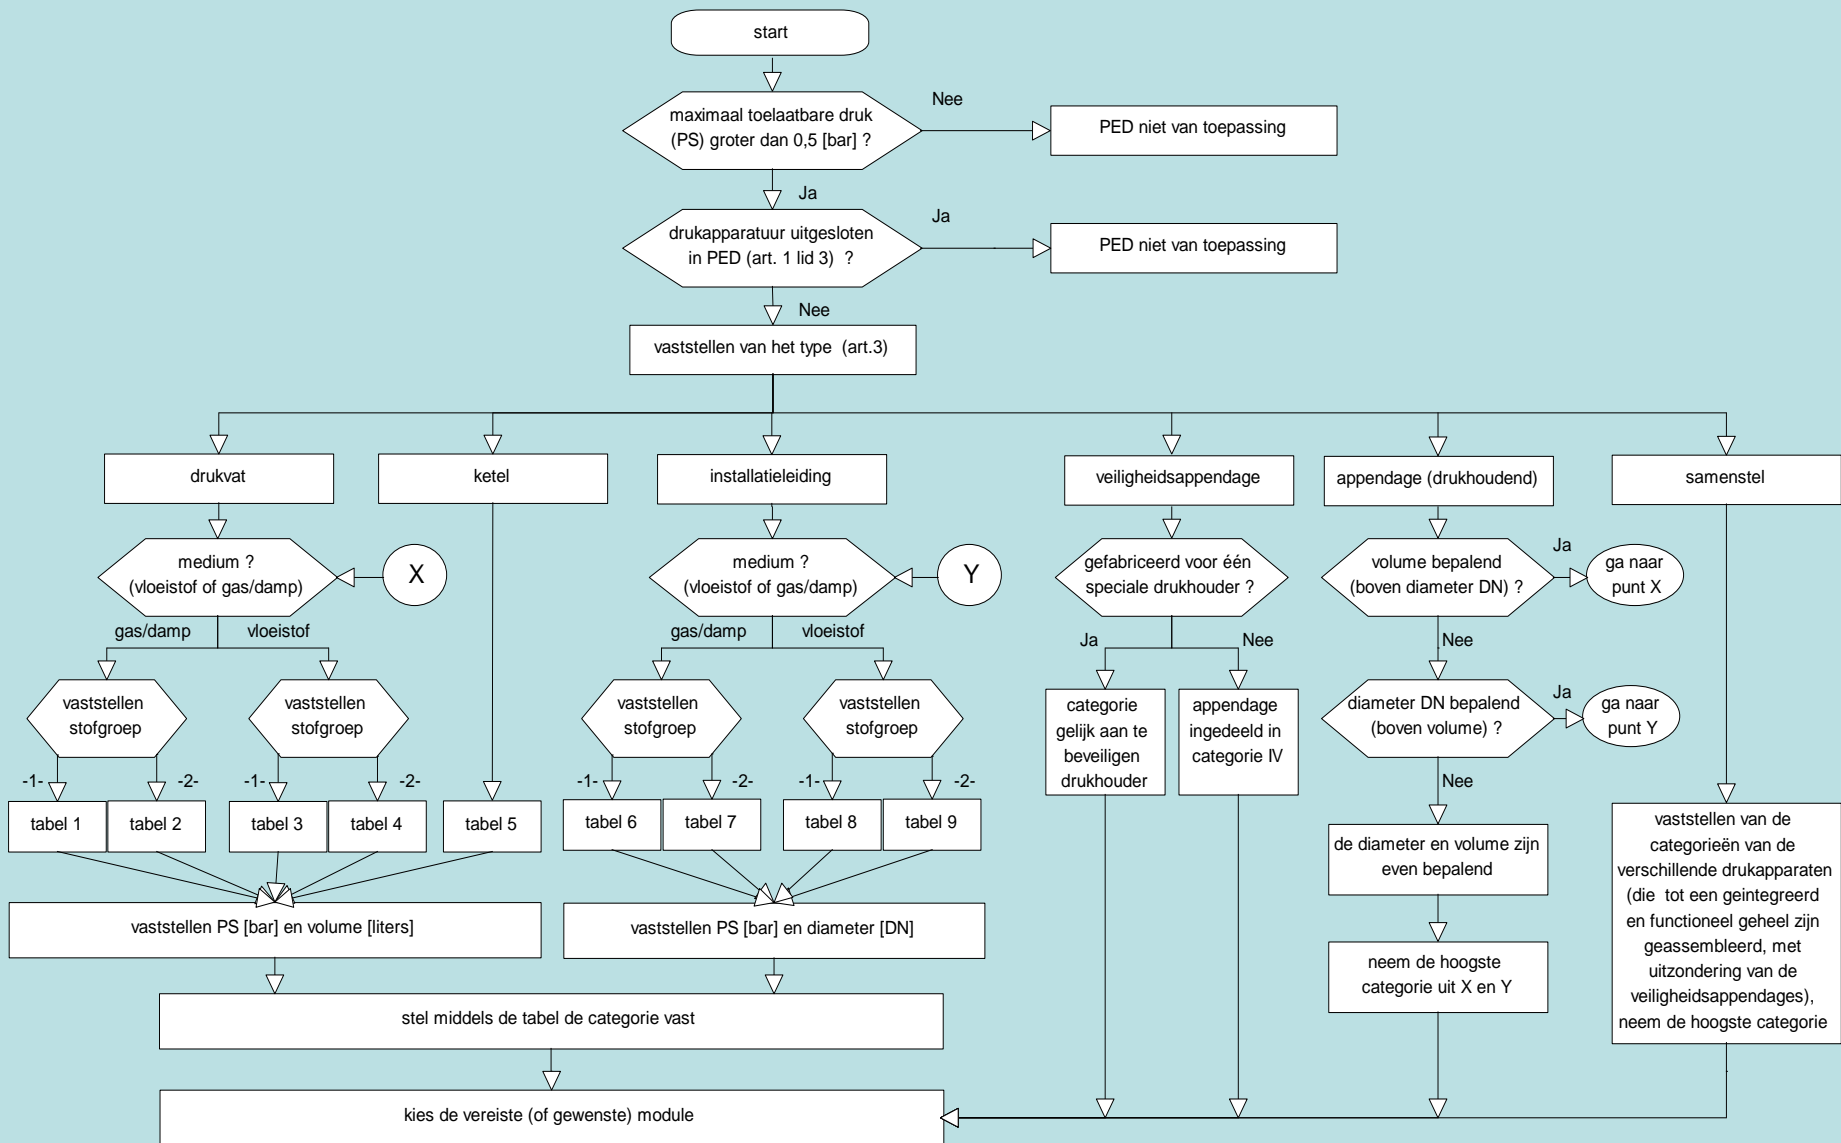 start
maximaal toelaatbare druk
(PS) groter dan 0,5 [bar] ?
Nee
PED niet van toepassing
Ja
drukapparatuur uitgesloten
in PED (art. 1 lid 3) ?
Ja
PED niet van toepassing
Nee
vaststellen van het type (art.3)
drukvat
ketel
installatieleiding
veiligheidsappendage
appendage (drukhoudend)
samenstel
medium ?
(vloeistof of gas/damp)
X
medium ?
(vloeistof of gas/damp)
Y
gefabriceerd voor één
speciale drukhouder ?
volume bepalend
(boven diameter DN) ?
Ja
ga naar
punt X
gas/damp
vloeistof
gas/damp
vloeistof
Ja
Nee
Nee
vaststellen
stofgroep
vaststellen
stofgroep
vaststellen
stofgroep
vaststellen
stofgroep
categorie
gelijk aan te
beveiligen
drukhouder
appendage
ingedeeld in
categorie IV
diameter DN bepalend
(boven volume) ?
Ja
ga naar
punt Y
Nee
-1-
-2-
-1-
-2-
-1-
-2-
-1-
-2-
tabel 1
tabel 2
tabel 3
tabel 4
tabel 5
tabel 6
tabel 7
tabel 8
tabel 9
de diameter en volume zijn
even bepalend
vaststellen van de
categorieën van de
verschillende drukapparaten
(die tot een geintegreerd
en functioneel geheel zijn
geassembleerd, met
uitzondering van de
veiligheidsappendages),
neem de hoogste categorie
vaststellen PS [bar] en volume [liters]
vaststellen PS [bar] en diameter [DN]
neem de hoogste
categorie uit X en Y
stel middels de tabel de categorie vast
kies de vereiste (of gewenste) module